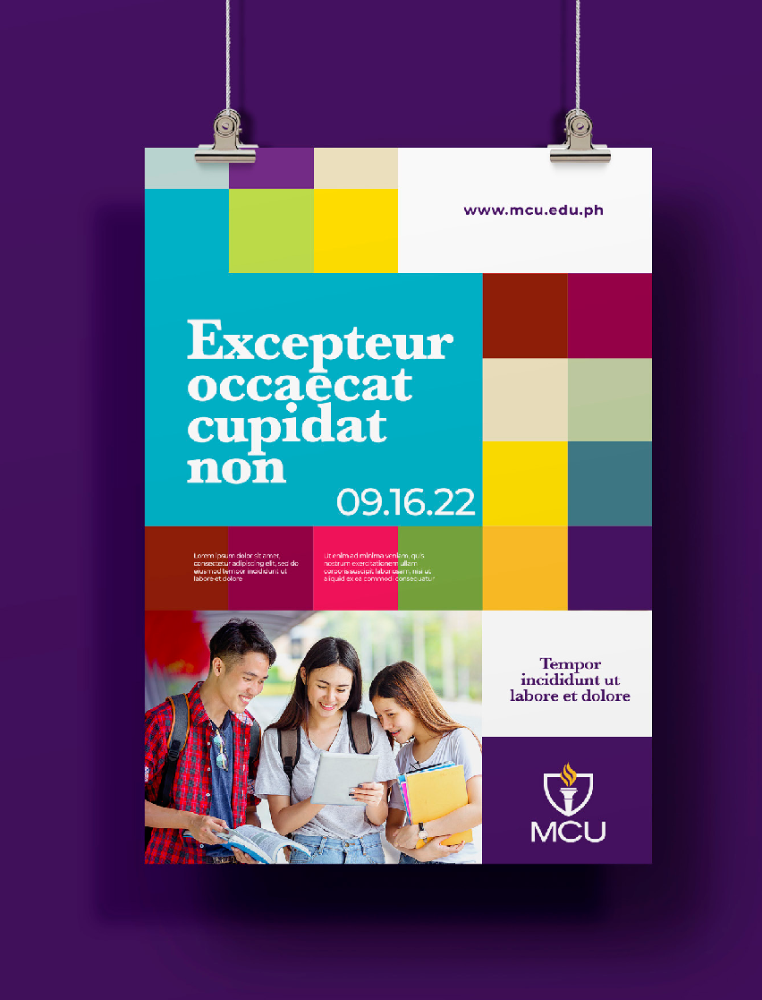 www.mcu.edu.ph
Excepteur
occaecat
cupidat
non
09.16.22
Lorem ipsum dolor sit amet,
consectetur adipiscing elit, sed do
eiusmod tempor incididunt ut
labore et dolore
Ut enim ad minima veniam, quis
nostrum exercitationem ullam
corporis suscipit laboriosam, nisi ut
aliquid ex ea commodi consequatur
Tempor
incididunt ut
labore et dolore
MCU